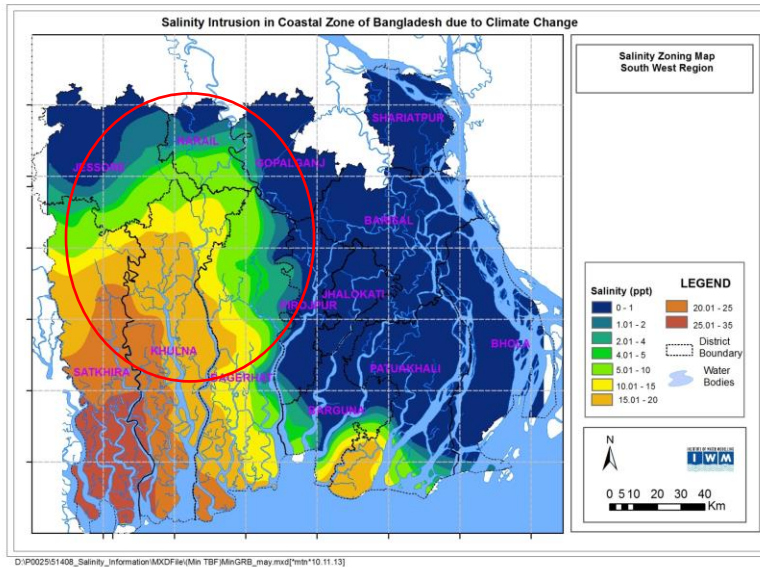 Salinity Intrusion in Coastal Zone of Bangladesh due to Climate Change
Salinity Zoning Map
South West Region
SHARIATPUR
NARAIL
JESSORE
GOPALGANJ
BARISAL
JHALOKATI
PIROJPUR
BHOLA
KHULNA
SATKHIRA
BAGERHAT
PATUAKHALI
BARGUNA
Salinity (ppt)
0 - 1
1.01 - 2
2.01 - 4
4.01 - 5
5.01 - 10
10.01 - 15
15.01 - 20
LEGEND
20.01 - 25
25.01 - 35
District
Boundary
Water
Bodies
N
INSTITUTE OF WATER MODELLING
IWM
0 5 10 20 30 40
Km
D:\P0025\51408_Salinity_Information\MXDFile\(Min TBF)MinGRB_may.mxd[*mtn*10.11.13]